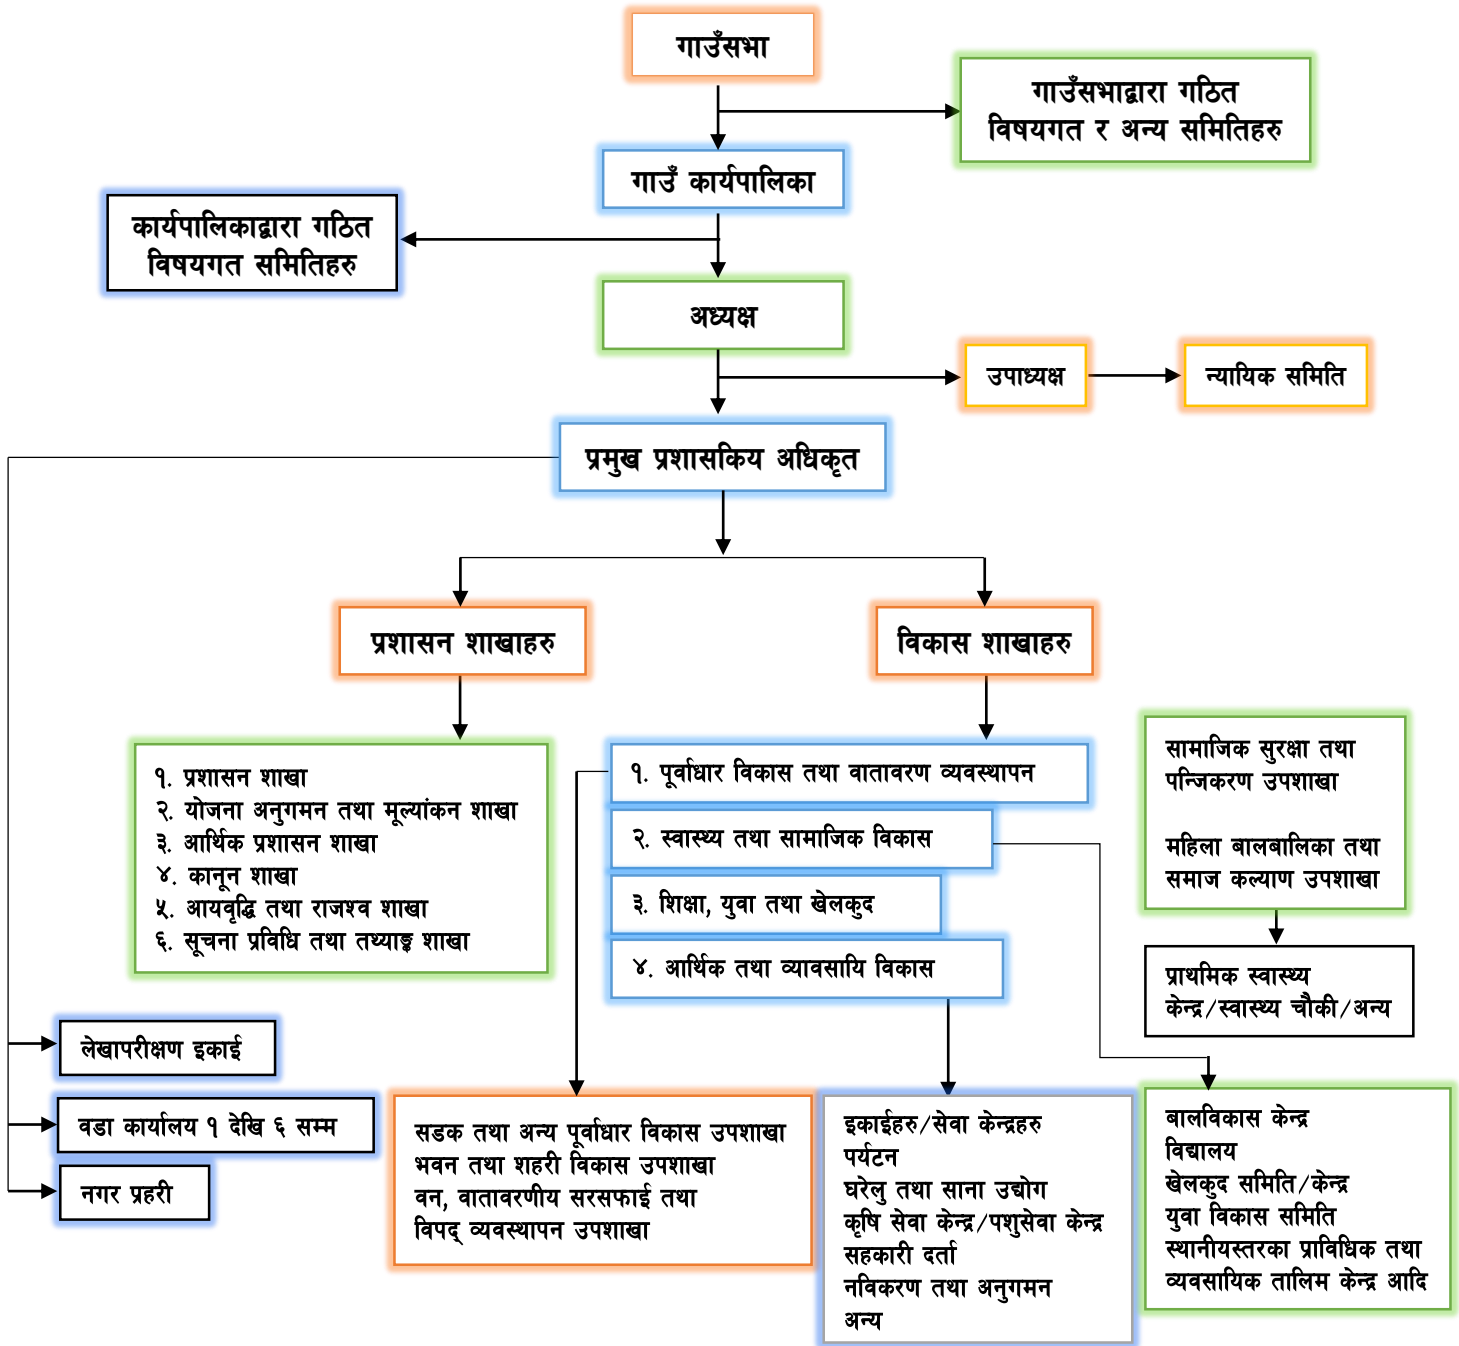 गाउँसभा
गाउँसभाद्वारा गठित
विषयगत र अन्य समितिहरु
गाउँ कार्यपालिका
कार्यपालिकाद्वारा गठित
विषयगत समितिहरु
अध्यक्ष
उपाध्यक्ष
न्यायिक समिति
प्रमुख प्रशासकिय अधिकृत
प्रशासन शाखाहरु
विकास शाखाहरु
१. प्रशासन शाखा
२. योजना अनुगमन तथा मूल्यांकन शाखा
३. आर्थिक प्रशासन शाखा
४. कानून शाखा
५. आयवृद्धि तथा राजश्व शाखा
६. सूचना प्रविधि तथा तथ्याङ्क शाखा
१. पूर्वाधार विकास तथा वातावरण व्यवस्थापन
२. स्वास्थ्य तथा सामाजिक विकास
३. शिक्षा, युवा तथा खेलकुद
४. आर्थिक तथा व्यावसायि विकास
सामाजिक सुरक्षा तथा
पन्जिकरण उपशाखा
महिला बालबालिका तथा
समाज कल्याण उपशाखा
प्राथमिक स्वास्थ्य
केन्द्र/स्वास्थ्य चौकी/अन्य
लेखापरीक्षण इकाई
वडा कार्यालय १ देखि ६ सम्म
नगर प्रहरी
सडक तथा अन्य पूर्वाधार विकास उपशाखा
भवन तथा शहरी विकास उपशाखा
वन, वातावरणीय सरसफाई तथा
विपद् व्यवस्थापन उपशाखा
इकाईहरु/सेवा केन्द्रहरु
पर्यटन
घरेलु तथा साना उद्योग
कृषि सेवा केन्द्र/पशुसेवा केन्द्र
सहकारी दर्ता
नविकरण तथा अनुगमन
अन्य
बालविकास केन्द्र
विद्यालय
खेलकुद समिति/केन्द्र
युवा विकास समिति
स्थानीयस्तरका प्राविधिक तथा
व्यवसायिक तालिम केन्द्र आदि